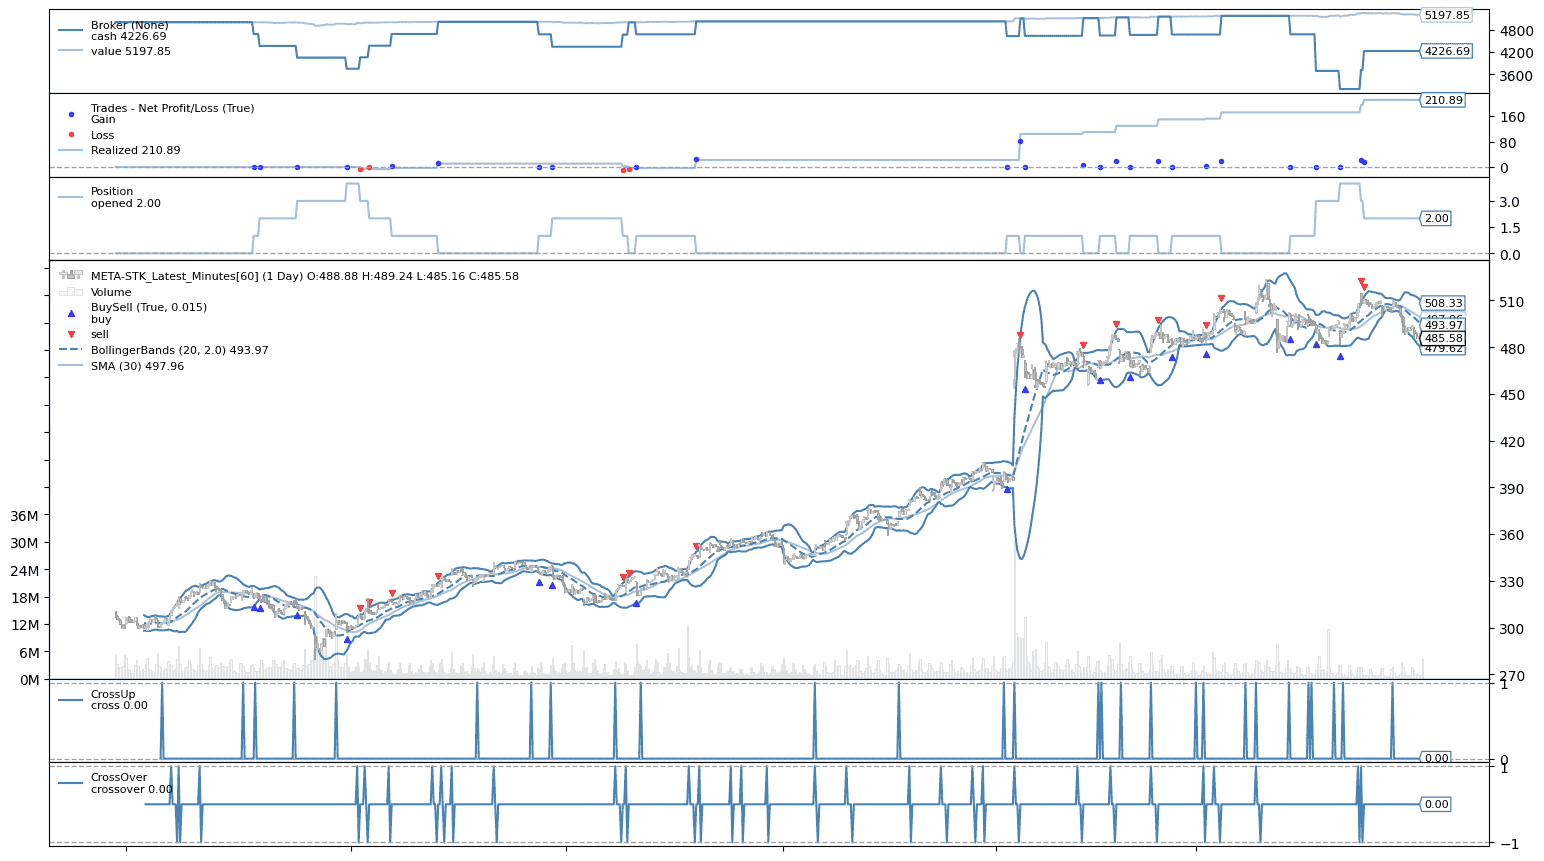 Broker (None)
cash 4226.69
value 5197.85
5197.85
4800
4226.69
4200
3600
Trades - Net Profit/Loss (True)
Gain
Loss
Realized 210.89
210.89
160
80
0
Position
opened 2.00
3.0
2.00
1.5
0.0
META-STK_Latest_Minutes[60] (1 Day) O:488.88 H:489.24 L:485.16 C:485.58
Volume
BuySell (True, 0.015)
buy
sell
BollingerBands (20, 2.0) 493.97
SMA (30) 497.96
508.33
493.97
485.58
479.62
510
480
450
420
390
360
330
300
270
36M
30M
24M
18M
12M
6M
0M
CrossUp
cross 0.00
1
0.00
0
CrossOver
crossover 0.00
1
0.00
−1